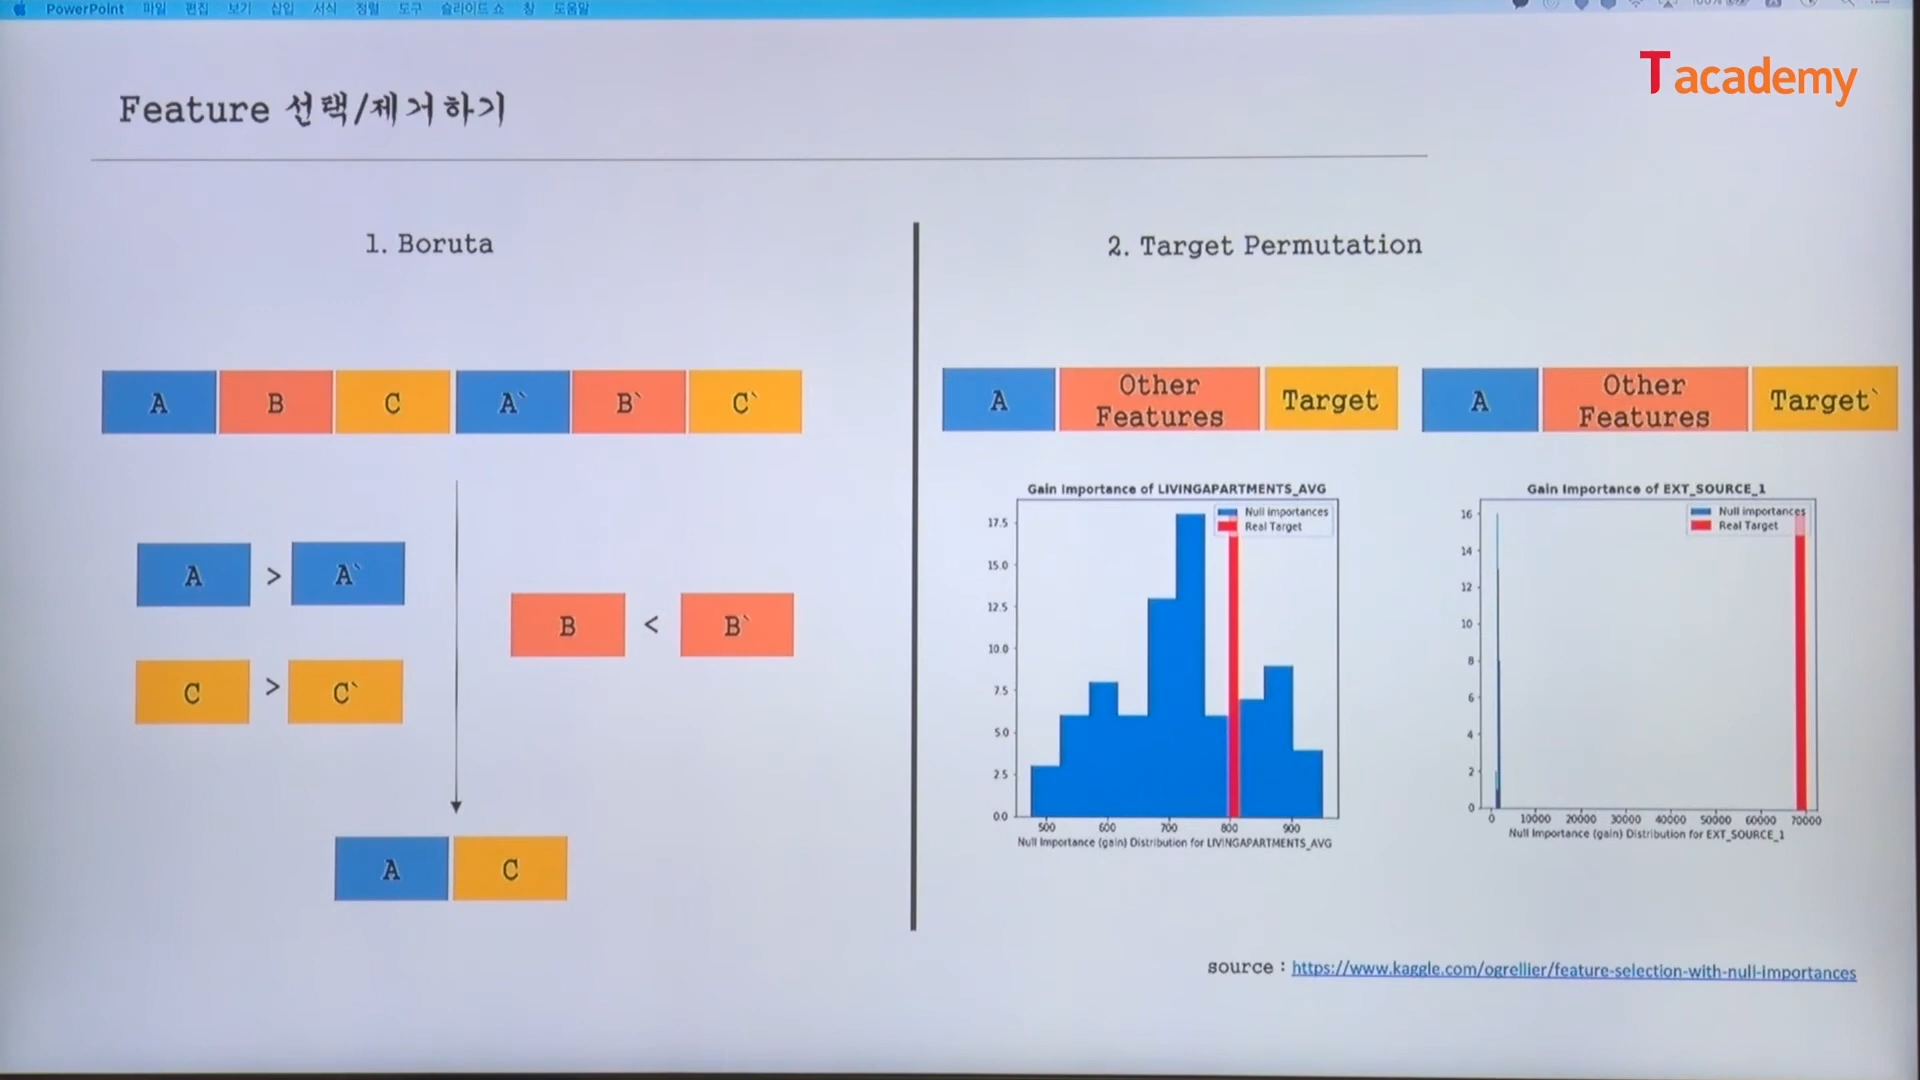 PowerPoint 파일 편집 보기 삽입 서식 정렬 도구 슬라이드 쇼 창 도움말
100%
Tacademy
Feature 선택/제거하기
1. Boruta
A B C A` B` C`
A > A`
B < B`
C > C`
A C
2. Target Permutation
A Other Features Target
A Other Features Target`
Gain Importance of LIVINGAPARTMENTS_AVG
Null importances
Real Target
17.5
15.0
12.5
10.0
7.5
5.0
2.5
0.0
500 600 700 800 900
Null Importance (gain) Distribution for LIVINGAPARTMENTS_AVG
Gain Importance of EXT_SOURCE_1
Null importances
Real Target
16
14
12
10
8
6
4
2
0
0 10000 20000 30000 40000 50000 60000 70000
Null Importance (gain) Distribution for EXT_SOURCE_1
source : https://www.kaggle.com/ogrellier/feature-selection-with-null-importances